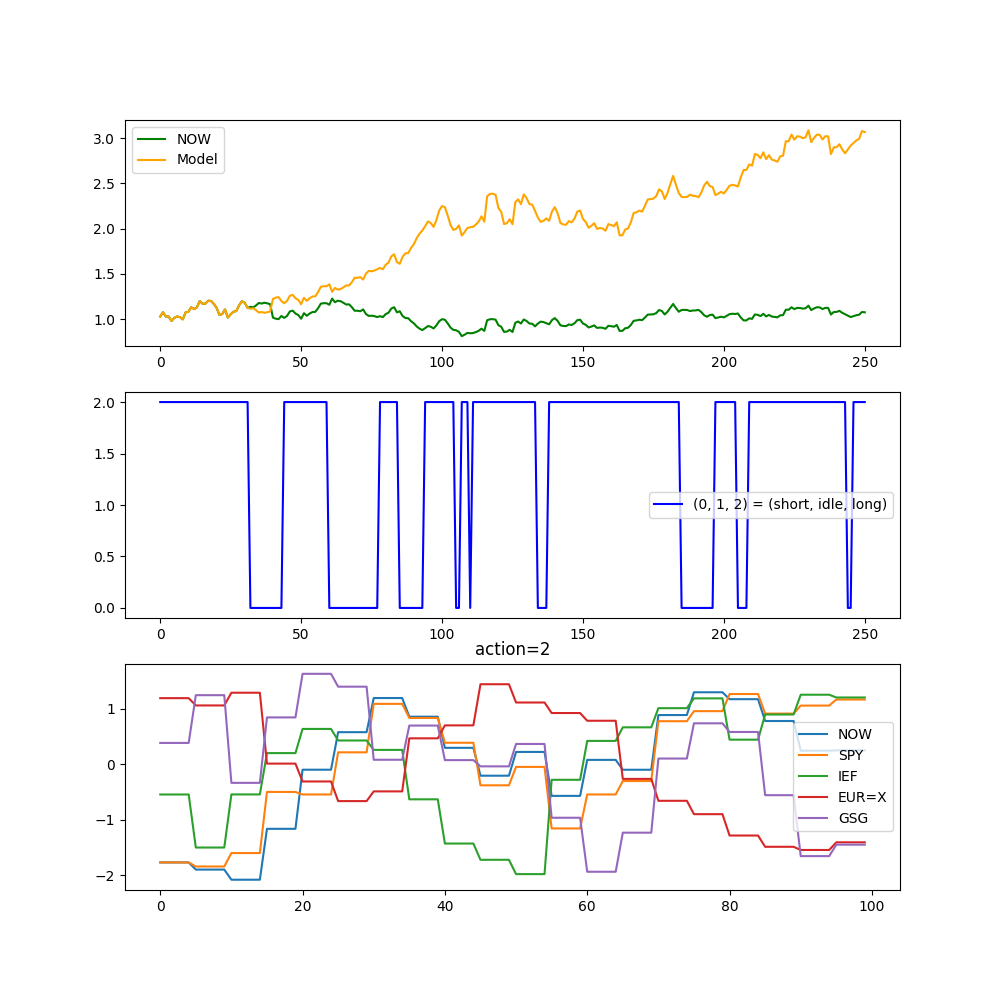 3.0
2.5
2.0
1.5
1.0
NOW
Model
0 50 100 150 200 250
2.0
1.5
1.0
0.5
0.0
(0, 1, 2) = (short, idle, long)
0 50 100 150 200 250
action=2
1
0
−1
−2
NOW
SPY
IEF
EUR=X
GSG
0 20 40 60 80 100